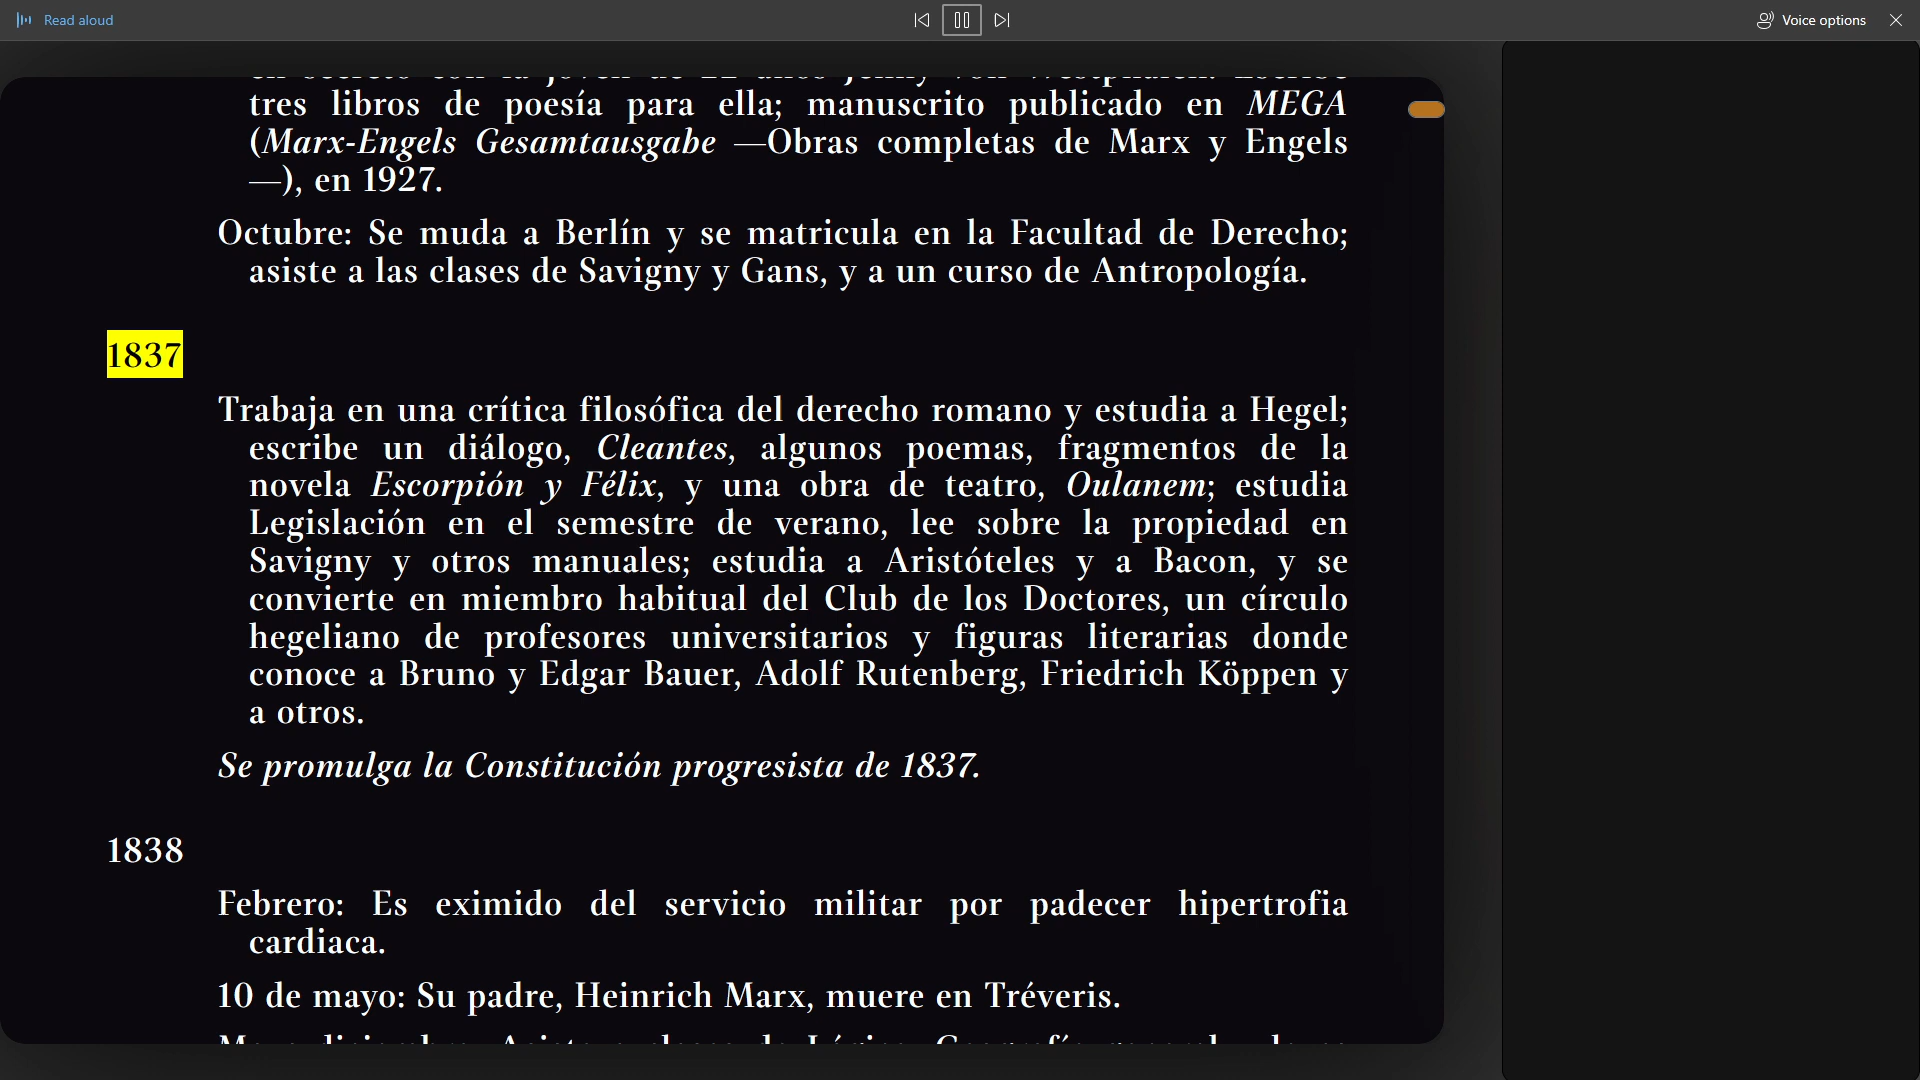 Read aloud
Voice options
tres libros de poesía para ella; manuscrito publicado en MEGA
(Marx-Engels Gesamtausgabe —Obras completas de Marx y Engels
—), en 1927.
Octubre: Se muda a Berlín y se matricula en la Facultad de Derecho;
asiste a las clases de Savigny y Gans, y a un curso de Antropología.
1837
Trabaja en una crítica filosófica del derecho romano y estudia a Hegel;
escribe un diálogo, Cleantes, algunos poemas, fragmentos de la
novela Escorpión y Félix, y una obra de teatro, Oulanem; estudia
Legislación en el semestre de verano, lee sobre la propiedad en
Savigny y otros manuales; estudia a Aristóteles y a Bacon, y se
convierte en miembro habitual del Club de los Doctores, un círculo
hegeliano de profesores universitarios y figuras literarias donde
conoce a Bruno y Edgar Bauer, Adolf Rutenberg, Friedrich Köppen y
a otros.
Se promulga la Constitución progresista de 1837.
1838
Febrero: Es eximido del servicio militar por padecer hipertrofia
cardiaca.
10 de mayo: Su padre, Heinrich Marx, muere en Tréveris.